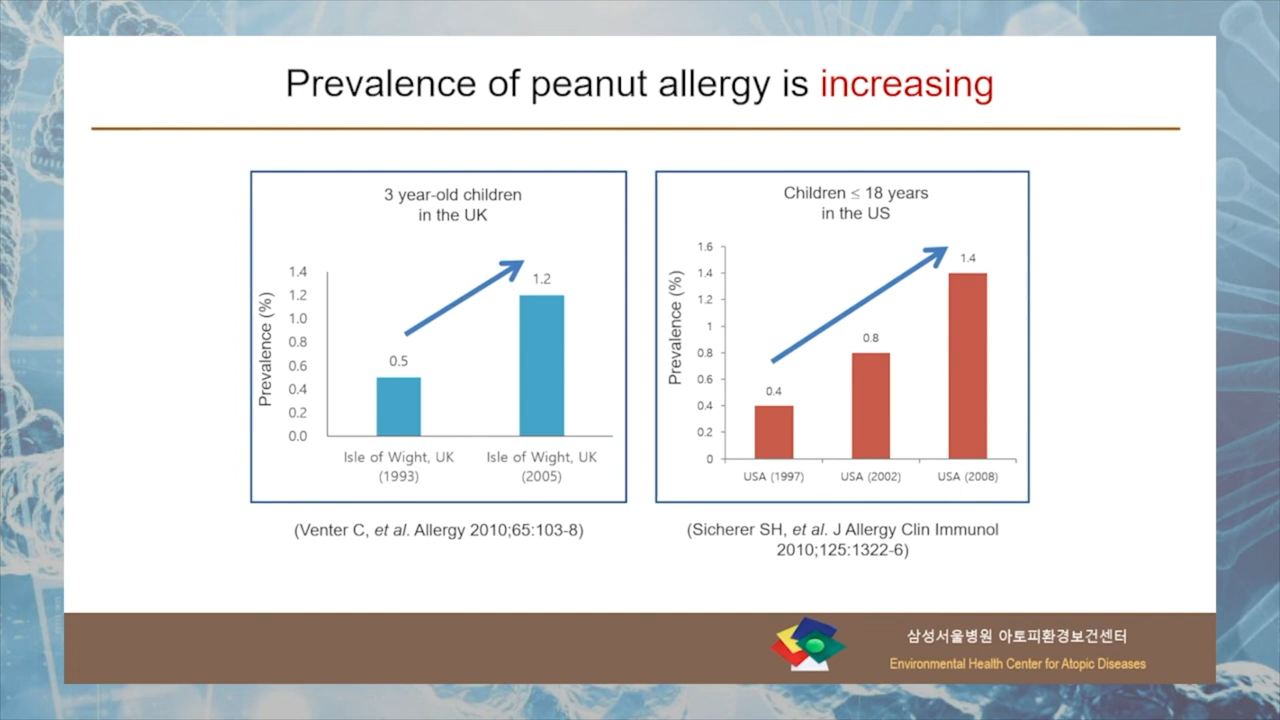 Prevalence of peanut allergy is increasing
3 year-old children
in the UK
Prevalence (%)
1.4
1.2
1.0
0.8
0.6
0.4
0.2
0.0
0.5
1.2
Isle of Wight, UK
(1993)
Isle of Wight, UK
(2005)
(Venter C, et al. Allergy 2010;65:103-8)
Children ≤ 18 years
in the US
Prevalence (%)
1.6
1.4
1.2
1
0.8
0.6
0.4
0.2
0
0.4
0.8
1.4
USA (1997)
USA (2002)
USA (2008)
(Sicherer SH, et al. J Allergy Clin Immunol
2010;125:1322-6)
삼성서울병원 아토피환경보건센터
Environmental Health Center for Atopic Diseases